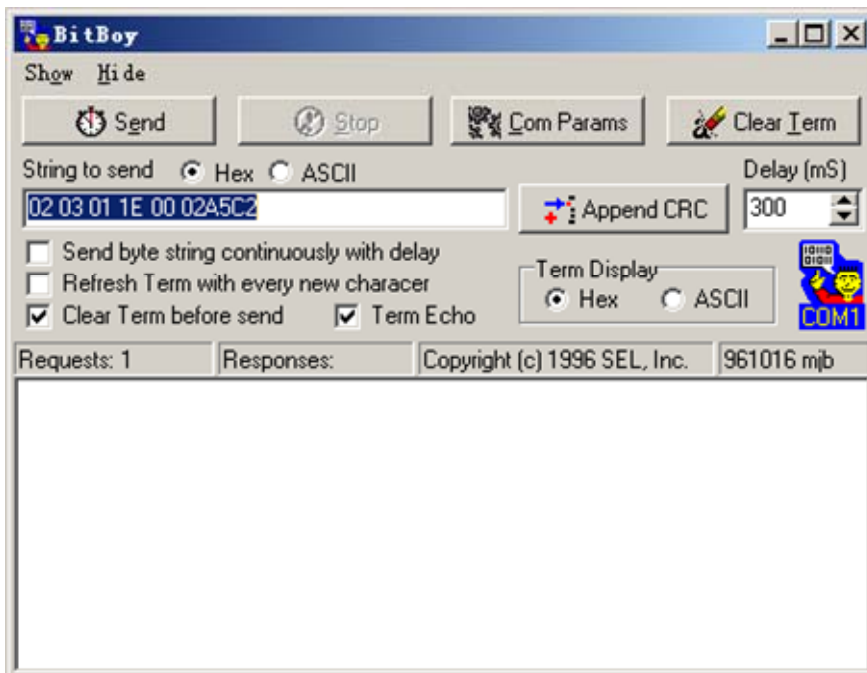 BitBoy
Show Hide
Send Stop Com Params Clear Term
String to send Hex ASCII Delay (mS)
02 03 01 1E 00 02A5C2 Append CRC 300
Send byte string continuously with delay
Refresh Term with every new characer
Term Display
Hex ASCII
Clear Term before send Term Echo
COM1
Requests: 1 Responses: Copyright (c) 1996 SEL, Inc. 961016 mjb